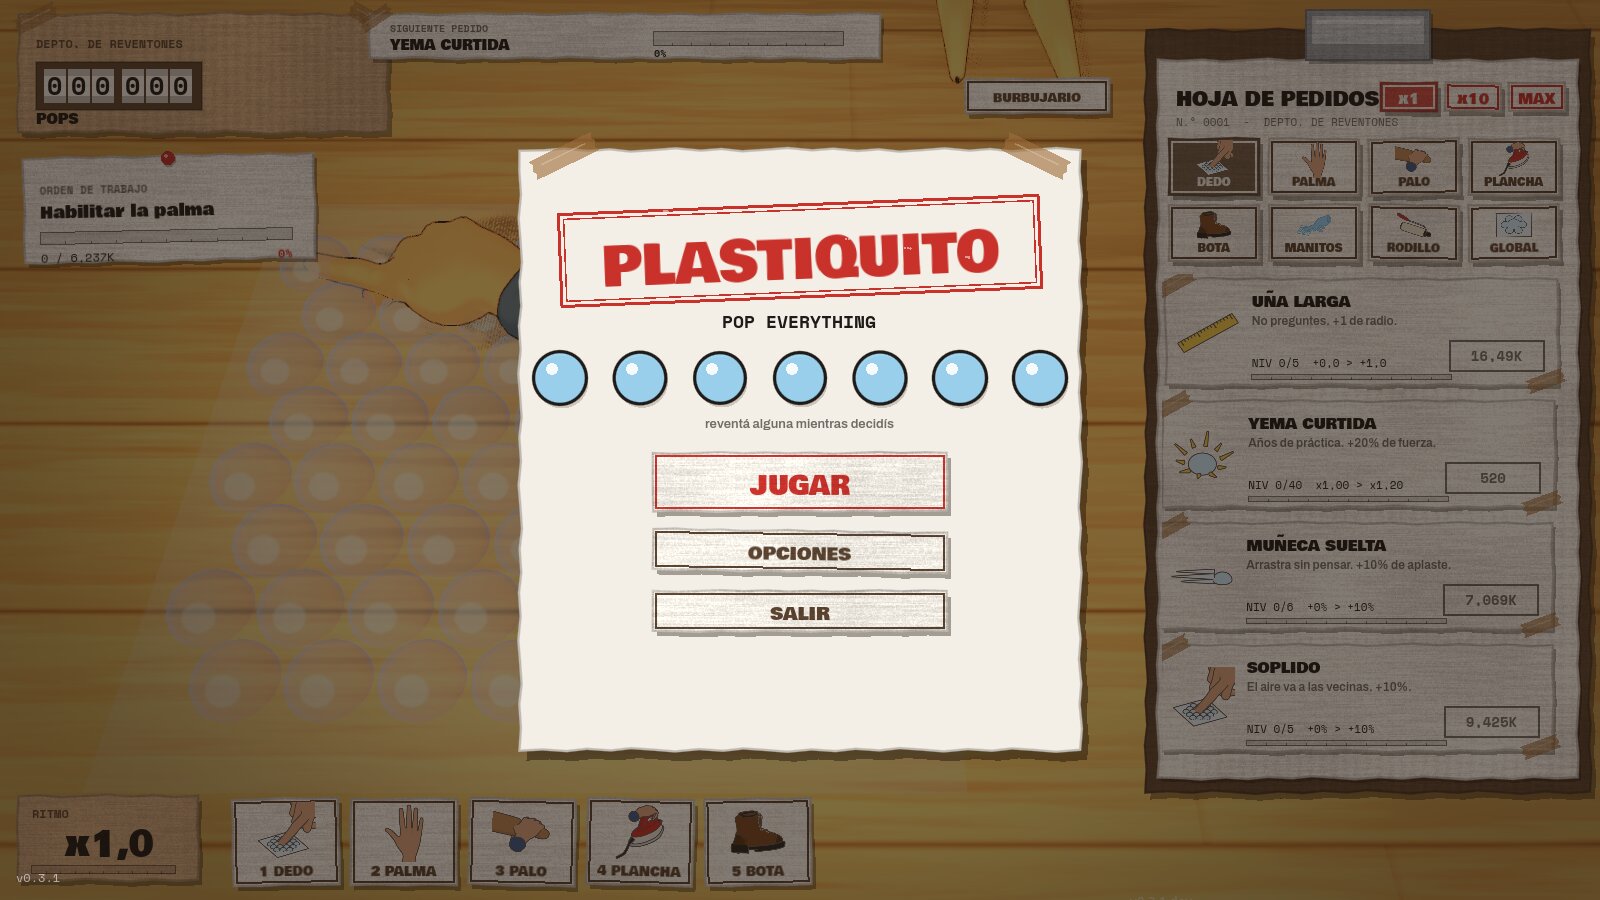 DEPTO. DE REVENTONES
000 000
POPS
SIGUIENTE PEDIDO
YEMA CURTIDA
0%
BURBUJARIO
ORDEN DE TRABAJO
Habilitar la palma
0 / 6.237K
0%
PLASTIQUITO
POP EVERYTHING
reventá alguna mientras decidís
JUGAR
OPCIONES
SALIR
HOJA DE PEDIDOS
x1
x10
MAX
N.° 0001 - DEPTO. DE REVENTONES
DEDO
PALMA
PALO
PLANCHA
BOTA
MANITOS
RODILLO
GLOBAL
UÑA LARGA
No preguntes. +1 de radio.
NIV 0/5 +0,0 > +1,0
16,49K
YEMA CURTIDA
Años de práctica. +20% de fuerza.
NIV 0/40 x1,00 > x1,20
520
MUÑECA SUELTA
Arrastra sin pensar. +10% de aplaste.
NIV 0/6 +0% > +10%
7,069K
SOPLIDO
El aire va a las vecinas. +10%.
NIV 0/5 +0% > +10%
9,425K
RITMO
x1,0
v0.3.1
1 DEDO
2 PALMA
3 PALO
4 PLANCHA
5 BOTA